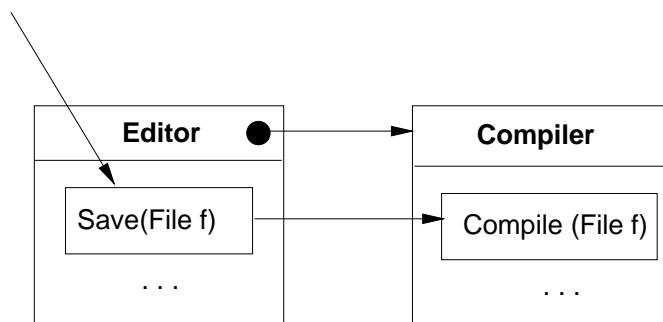 Editor
Compiler
Save(File f)
Compile (File f)
. . .
. . .